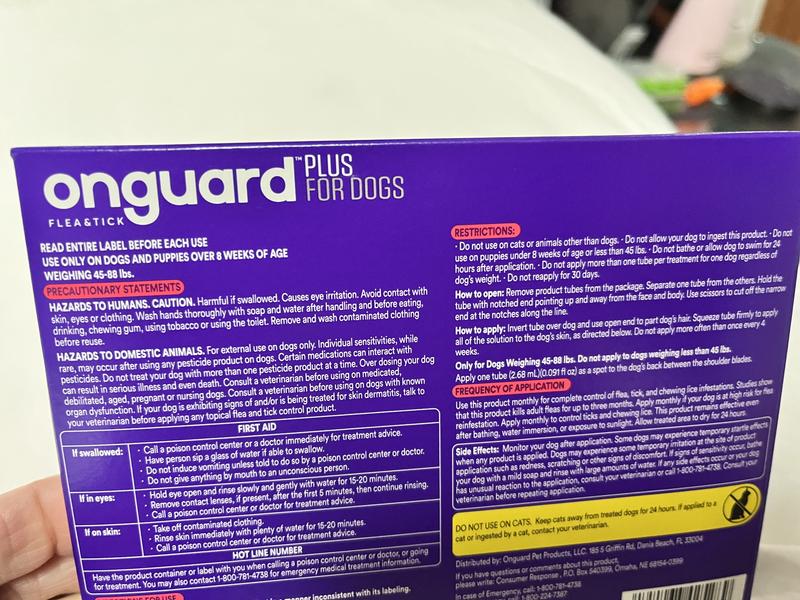 onguard™ PLUS
FOR DOGS
FLEA & TICK
READ ENTIRE LABEL BEFORE EACH USE
USE ONLY ON DOGS AND PUPPIES OVER 8 WEEKS OF AGE
WEIGHING 45-88 lbs.
PRECAUTIONARY STATEMENTS
HAZARDS TO HUMANS. CAUTION. Harmful if swallowed. Causes eye irritation. Avoid contact with
skin, eyes or clothing. Wash hands thoroughly with soap and water after handling and before eating,
drinking, chewing gum, using tobacco or using the toilet. Remove and wash contaminated clothing
before reuse.
HAZARDS TO DOMESTIC ANIMALS. For external use on dogs only. Individual sensitivities, while
rare, may occur after using any pesticide product on dogs. Certain medications can interact with
pesticides. Do not treat your dog with more than one pesticide product at a time. Over dosing your dog
can result in serious illness and even death. Consult a veterinarian before using on medicated,
debilitated, aged, pregnant or nursing dogs. Consult a veterinarian before using on dogs with known
organ dysfunction. If your dog is exhibiting signs of and/or is being treated for skin dermatitis, talk to
your veterinarian before applying any topical flea and tick control product.
FIRST AID
If swallowed:
· Call a poison control center or a doctor immediately for treatment advice.
· Have person sip a glass of water if able to swallow.
· Do not induce vomiting unless told to do so by a poison control center or doctor.
· Do not give anything by mouth to an unconscious person.
If in eyes:
· Hold eye open and rinse slowly and gently with water for 15-20 minutes.
· Remove contact lenses, if present, after the first 5 minutes, then continue rinsing.
· Call a poison control center or doctor for treatment advice.
If on skin:
· Take off contaminated clothing.
· Rinse skin immediately with plenty of water for 15-20 minutes.
· Call a poison control center or doctor for treatment advice.
HOT LINE NUMBER
Have the product container or label with you when calling a poison control center or doctor, or going
for treatment. You may also contact 1-800-781-4738 for emergency medical treatment information.
DIRECTIONS FOR USE
manner inconsistent with its labeling.
RESTRICTIONS:
· Do not use on cats or animals other than dogs. · Do not allow your dog to ingest this product. · Do not
use on puppies under 8 weeks of age or less than 45 lbs. · Do not bathe or allow dog to swim for 24
hours after application. · Do not apply more than one tube per treatment for one dog regardless of
dog's weight. · Do not reapply for 30 days.
How to open: Remove product tubes from the package. Separate one tube from the others. Hold the
tube with notched end pointing up and away from the face and body. Use scissors to cut off the narrow
end at the notches along the line.
How to apply: Invert tube over dog and use open end to part dog's hair. Squeeze tube firmly to apply
all of the solution to the dog's skin, as directed below. Do not apply more often than once every 4
weeks.
Only for Dogs Weighing 45-88 lbs. Do not apply to dogs weighing less than 45 lbs.
Apply one tube (2.68 mL)(0.091 fl oz) as a spot to the dog's back between the shoulder blades.
FREQUENCY OF APPLICATION
Use this product monthly for complete control of flea, tick, and chewing lice infestations. Studies show
that this product kills adult fleas for up to three months. Apply monthly if your dog is at high risk for flea
reinfestation. Apply monthly to control ticks and chewing lice. This product remains effective even
after bathing, water immersion, or exposure to sunlight. Allow treated area to dry for 24 hours.
Side Effects: Monitor your dog after application. Some dogs may experience temporary startle effects
when any product is applied. Dogs may experience some temporary irritation at the site of product
application such as redness, scratching or other signs of discomfort. If signs of sensitivity occur, bathe
your dog with a mild soap and rinse with large amounts of water. If any side effects occur or your dog
has unusual reaction to the application, consult your veterinarian or call 1-800-781-4738. Consult your
veterinarian before repeating application.
DO NOT USE ON CATS. Keep cats away from treated dogs for 24 hours. If applied to a
cat or ingested by a cat, contact your veterinarian.
Distributed by: Onguard Pet Products, LLC. 185 S Griffin Rd, Dania Beach, FL 33004
If you have questions or comments about this product,
please write: Consumer Response, P.O. Box 540399, Omaha, NE 68154-0399
In case of Emergency, call: 1-800-781-4738
call: 1-800-224-7387